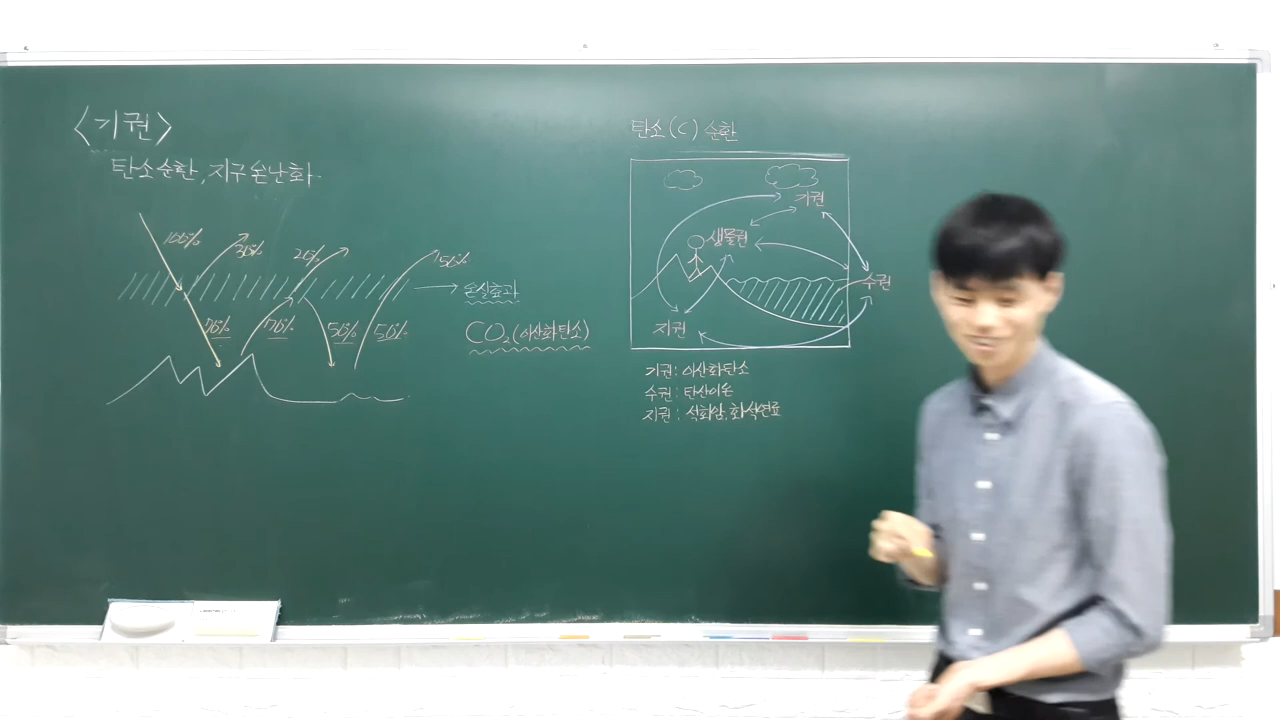 <기권>
탄소순환, 지구온난화.
100% 30% 20% 50%
70% 70% 50% 50%
온실효과
CO₂(이산화탄소)
탄소(C) 순환
기권
생물권
수권
지권
기권: 이산화탄소
수권: 탄산이온
지권: 석회암, 화석연료